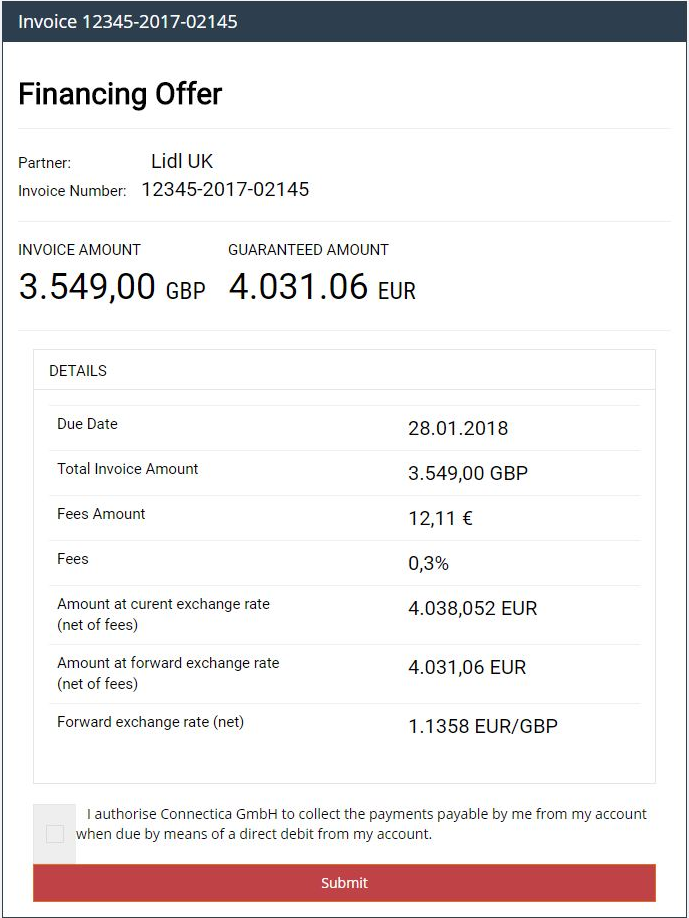 Invoice 12345-2017-02145
Financing Offer
Partner: Lidl UK
Invoice Number: 12345-2017-02145
INVOICE AMOUNT GUARANTEED AMOUNT
3.549,00 GBP 4.031.06 EUR
DETAILS
Due Date 28.01.2018
Total Invoice Amount 3.549,00 GBP
Fees Amount 12,11 €
Fees 0,3%
Amount at curent exchange rate 4.038,052 EUR
(net of fees)
Amount at forward exchange rate 4.031,06 EUR
(net of fees)
Forward exchange rate (net) 1.1358 EUR/GBP
I authorise Connectica GmbH to collect the payments payable by me from my account
when due by means of a direct debit from my account.
Submit